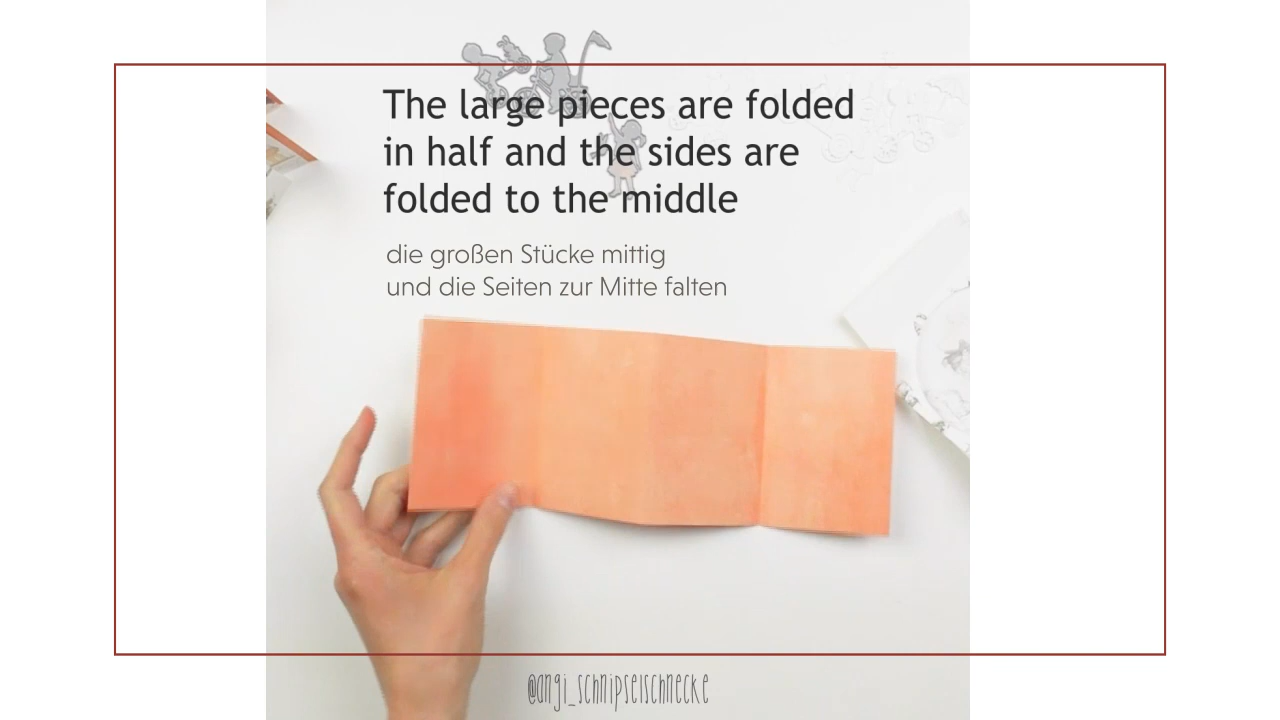 The large pieces are folded
in half and the sides are
folded to the middle
die großen Stücke mittig
und die Seiten zur Mitte falten
@angi_schnipselschnecke